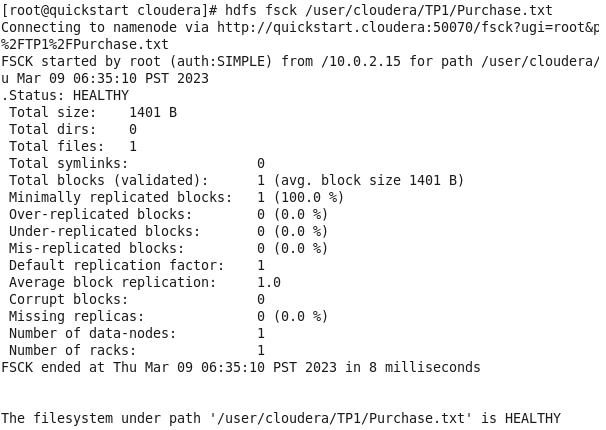 [root@quickstart cloudera]# hdfs fsck /user/cloudera/TP1/Purchase.txt
Connecting to namenode via http://quickstart.cloudera:50070/fsck?ugi=root&p
%2FTP1%2FPurchase.txt
FSCK started by root (auth:SIMPLE) from /10.0.2.15 for path /user/cloudera/
u Mar 09 06:35:10 PST 2023
.Status: HEALTHY
 Total size:    1401 B
 Total dirs:    0
 Total files:   1
 Total symlinks:                0
 Total blocks (validated):      1 (avg. block size 1401 B)
 Minimally replicated blocks:   1 (100.0 %)
 Over-replicated blocks:        0 (0.0 %)
 Under-replicated blocks:       0 (0.0 %)
 Mis-replicated blocks:         0 (0.0 %)
 Default replication factor:    1
 Average block replication:     1.0
 Corrupt blocks:                0
 Missing replicas:              0 (0.0 %)
 Number of data-nodes:          1
 Number of racks:               1
FSCK ended at Thu Mar 09 06:35:10 PST 2023 in 8 milliseconds
The filesystem under path '/user/cloudera/TP1/Purchase.txt' is HEALTHY